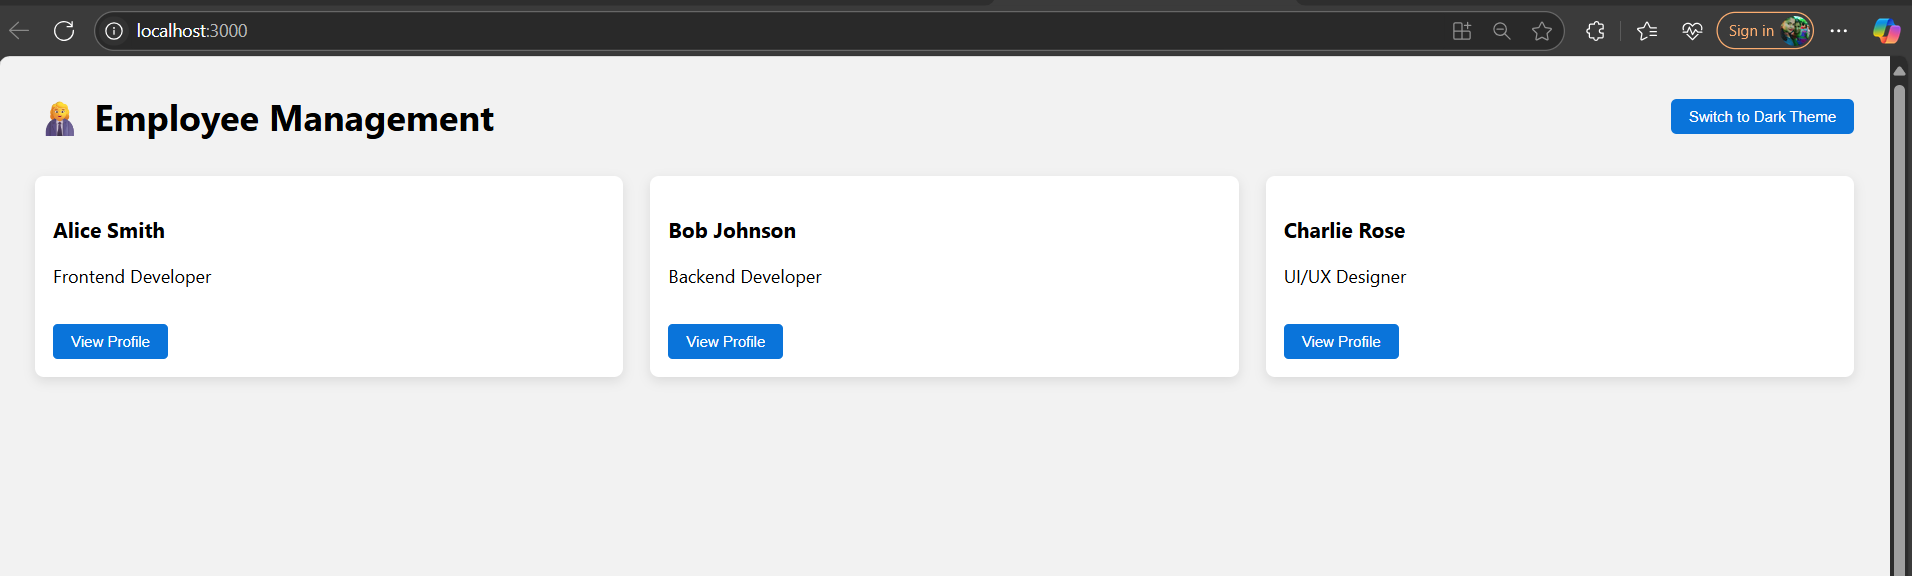 localhost:3000
Sign in
Employee Management
Switch to Dark Theme
Alice Smith
Frontend Developer
View Profile
Bob Johnson
Backend Developer
View Profile
Charlie Rose
UI/UX Designer
View Profile